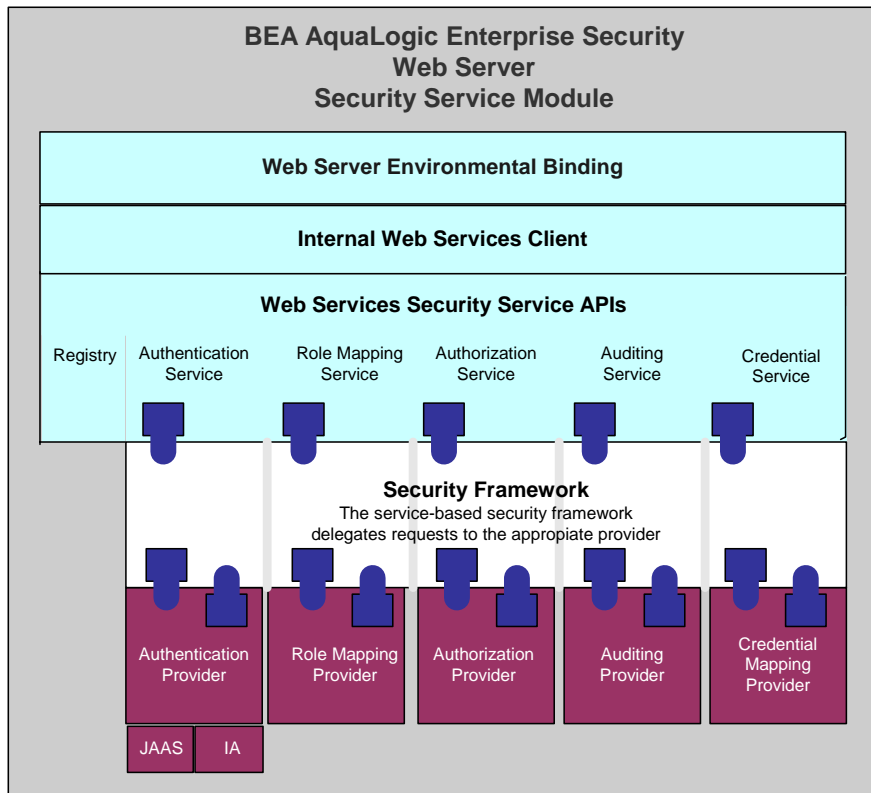 BEA AquaLogic Enterprise Security
Web Server
Security Service Module
Web Server Environmental Binding
Internal Web Services Client
Web Services Security Service APIs
Registry
Authentication
Service
Role Mapping
Service
Authorization
Service
Auditing
Service
Credential
Service
Security Framework
The service-based security framework
delegates requests to the appropiate provider
Authentication
Provider
Role Mapping
Provider
Authorization
Provider
Auditing
Provider
Credential
Mapping
Provider
JAAS
IA